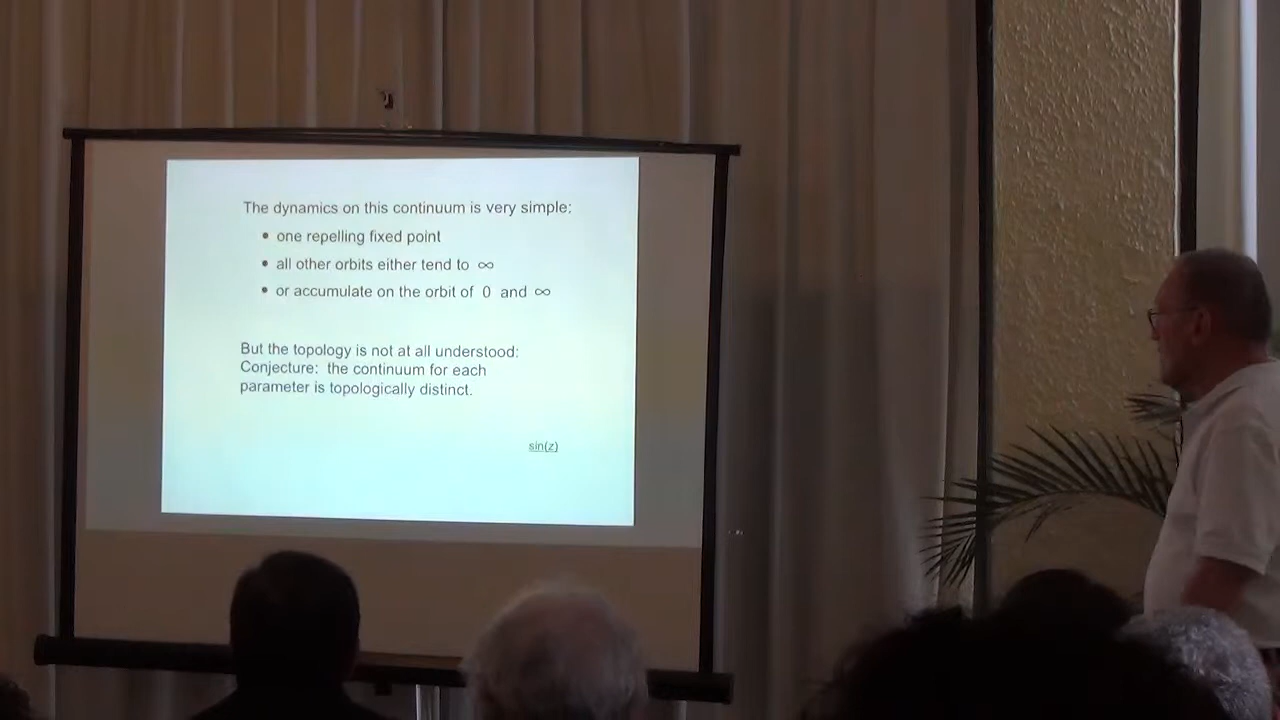 The dynamics on this continuum is very simple:
• one repelling fixed point
• all other orbits either tend to ∞
• or accumulate on the orbit of 0 and ∞
But the topology is not at all understood:
Conjecture: the continuum for each
parameter is topologically distinct.
sin(z)